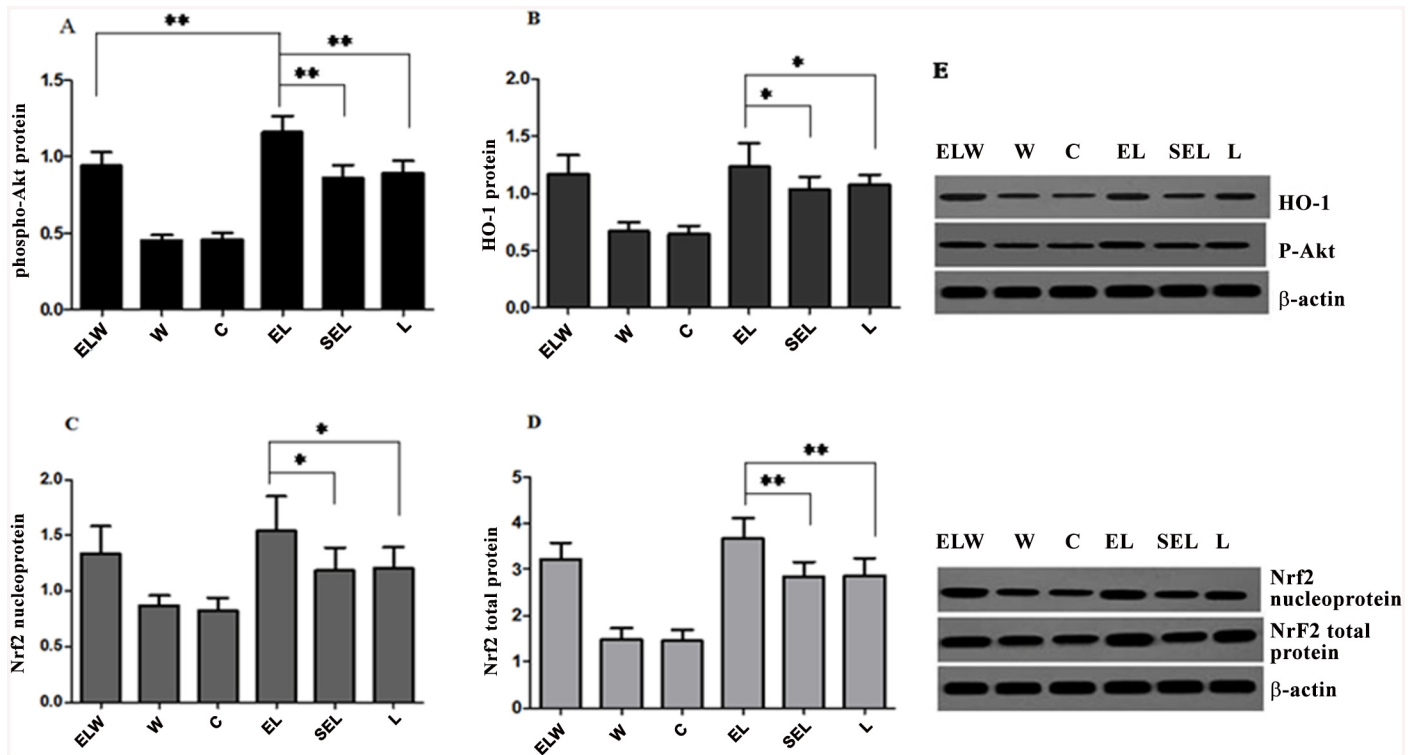 A
**
**
**
phospho-Akt protein
1.5
1.0
0.5
0.0
ELW
W
C
EL
SEL
L
B
*
*
HO-1 protein
2.0
1.5
1.0
0.5
0.0
ELW
W
C
EL
SEL
L
E
ELW W C EL SEL L
HO-1
P-Akt
β-actin
C
*
*
Nrf2 nucleoprotein
2.0
1.5
1.0
0.5
0.0
ELW
W
C
EL
SEL
L
D
**
**
Nrf2 total protein
5
4
3
2
1
0
ELW
W
C
EL
SEL
L
ELW W C EL SEL L
Nrf2
nucleoprotein
NrF2 total
protein
β-actin